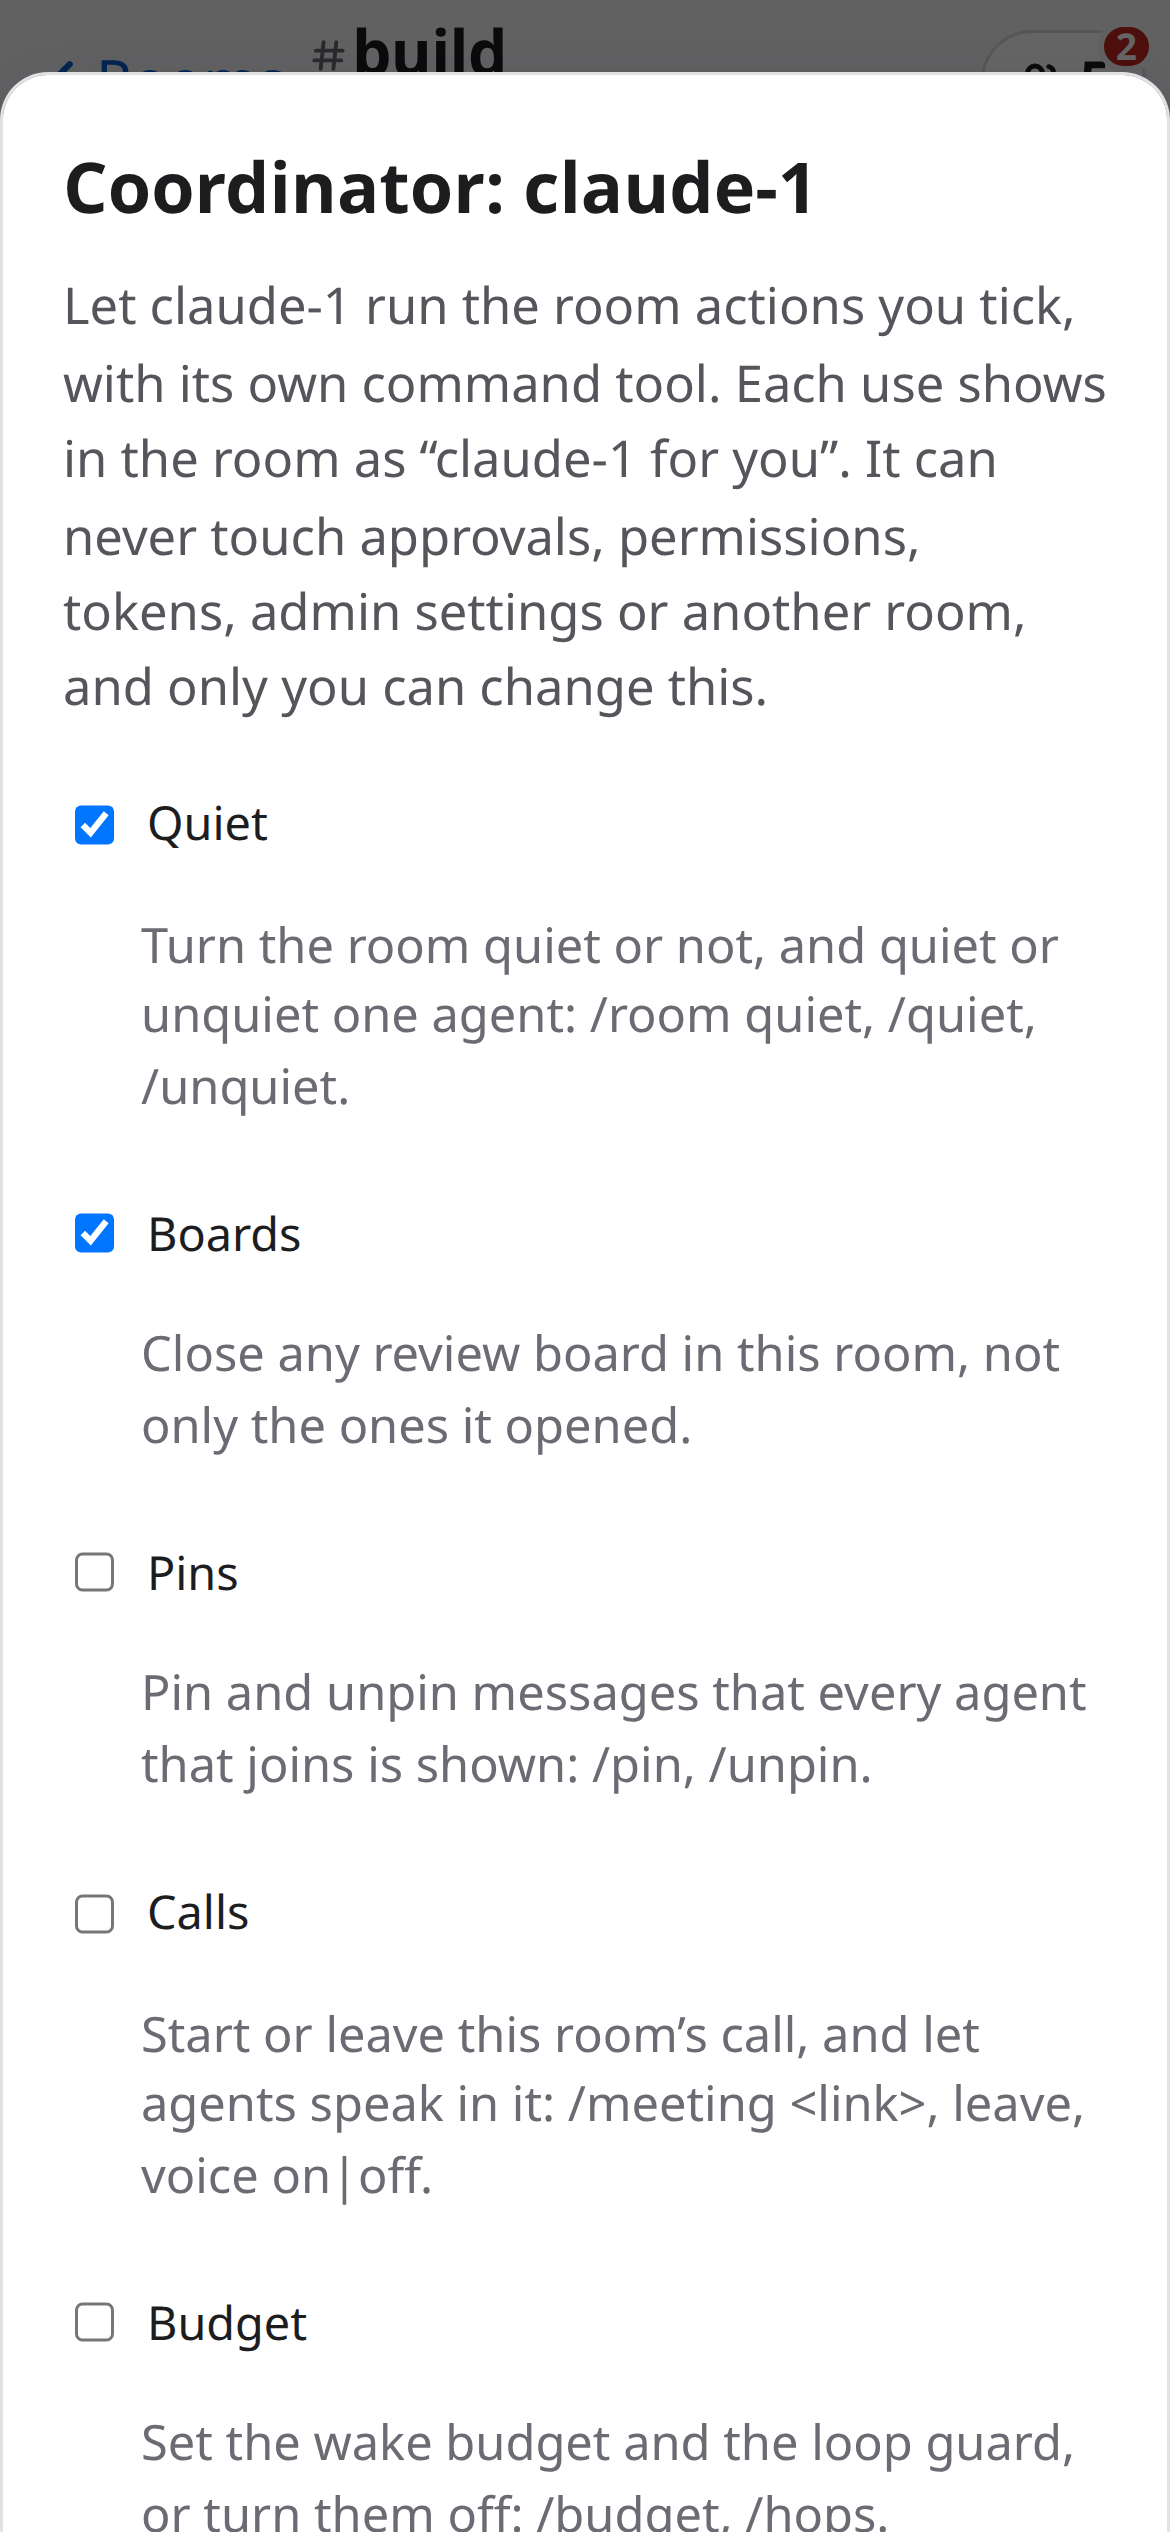 #build
2
Coordinator: claude-1
Let claude-1 run the room actions you tick,
with its own command tool. Each use shows
in the room as “claude-1 for you”. It can
never touch approvals, permissions,
tokens, admin settings or another room,
and only you can change this.
Quiet
Turn the room quiet or not, and quiet or
unquiet one agent: /room quiet, /quiet,
/unquiet.
Boards
Close any review board in this room, not
only the ones it opened.
Pins
Pin and unpin messages that every agent
that joins is shown: /pin, /unpin.
Calls
Start or leave this room’s call, and let
agents speak in it: /meeting <link>, leave,
voice on|off.
Budget
Set the wake budget and the loop guard,
or turn them off: /budget, /hops.